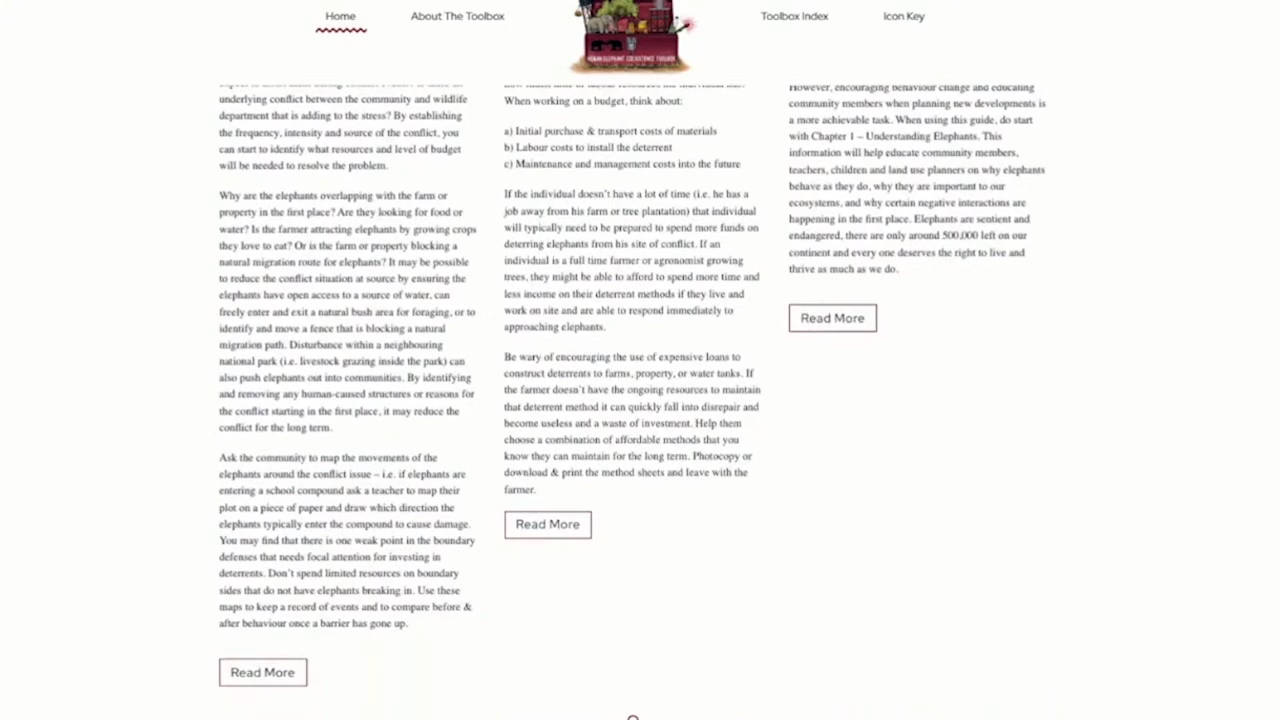 Home
About The Toolbox
HUMAN ELEPHANT COEXISTENCE TOOLBOX
Toolbox Index
Icon Key
underlying conflict between the community and wildlife
department that is adding to the stress? By establishing
the frequency, intensity and source of the conflict, you
can start to identify what resources and level of budget
will be needed to resolve the problem.
Why are the elephants overlapping with the farm or
property in the first place? Are they looking for food or
water? Is the farmer attracting elephants by growing crops
they love to eat? Or is the farm or property blocking a
natural migration route for elephants? It may be possible
to reduce the conflict situation at source by ensuring the
elephants have open access to a source of water, can
freely enter and exit a natural bush area for foraging, or to
identify and move a fence that is blocking a natural
migration path. Disturbance within a neighbouring
national park (i.e. livestock grazing inside the park) can
also push elephants out into communities. By identifying
and removing any human-caused structures or reasons for
the conflict starting in the first place, it may reduce the
conflict for the long term.
Ask the community to map the movements of the
elephants around the conflict issue – i.e. if elephants are
entering a school compound ask a teacher to map their
plot on a piece of paper and draw which direction the
elephants typically enter the compound to cause damage.
You may find that there is one weak point in the boundary
defenses that needs focal attention for investing in
deterrents. Don't spend limited resources on boundary
sides that do not have elephants breaking in. Use these
maps to keep a record of events and to compare before &
after behaviour once a barrier has gone up.
Read More
When working on a budget, think about:
a) Initial purchase & transport costs of materials
b) Labour costs to install the deterrent
c) Maintenance and management costs into the future
If the individual doesn't have a lot of time (i.e. he has a
job away from his farm or tree plantation) that individual
will typically need to be prepared to spend more funds on
deterring elephants from his site of conflict. If an
individual is a full time farmer or agronomist growing
trees, they might be able to afford to spend more time and
less income on their deterrent methods if they live and
work on site and are able to respond immediately to
approaching elephants.
Be wary of encouraging the use of expensive loans to
construct deterrents to farms, property, or water tanks. If
the farmer doesn't have the ongoing resources to maintain
that deterrent method it can quickly fall into disrepair and
become useless and a waste of investment. Help them
choose a combination of affordable methods that you
know they can maintain for the long term. Photocopy or
download & print the method sheets and leave with the
farmer.
Read More
However, encouraging behaviour change and educating
community members when planning new developments is
a more achievable task. When using this guide, do start
with Chapter 1 – Understanding Elephants. This
information will help educate community members,
teachers, children and land use planners on why elephants
behave as they do, why they are important to our
ecosystems, and why certain negative interactions are
happening in the first place. Elephants are sentient and
endangered, there are only around 500,000 left on our
continent and every one deserves the right to live and
thrive as much as we do.
Read More